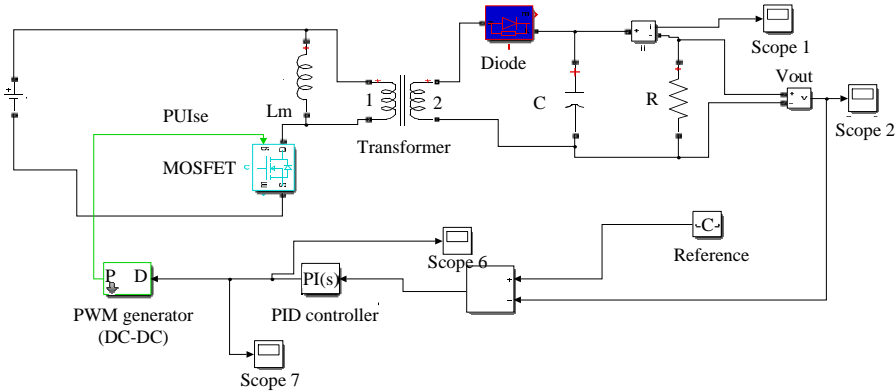 Scope 1
Diode
Vout
C
R
Lm
1
2
PUIse
Scope 2
Transformer
MOSFET
g
m
+
-
v
C
Reference
Scope 6
P
D
PI(s)
PWM generator
(DC-DC)
PID controller
Scope 7